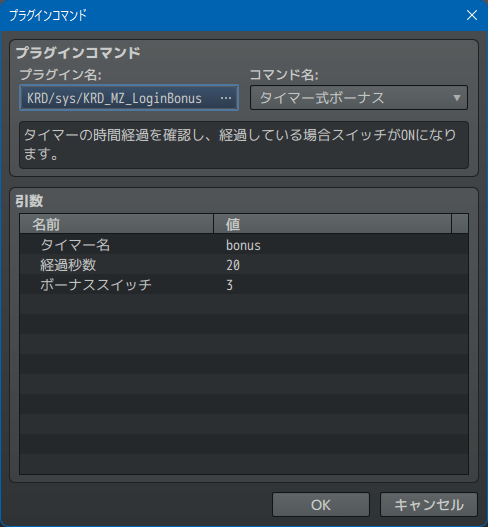 プラグインコマンド
プラグインコマンド
プラグイン名: コマンド名:
KRD/sys/KRD_MZ_LoginBonus … タイマー式ボーナス
タイマーの時間経過を確認し、経過している場合スイッチがONになり
ます。
引数
名前 値
タイマー名 bonus
経過秒数 20
ボーナススイッチ 3
OK キャンセル